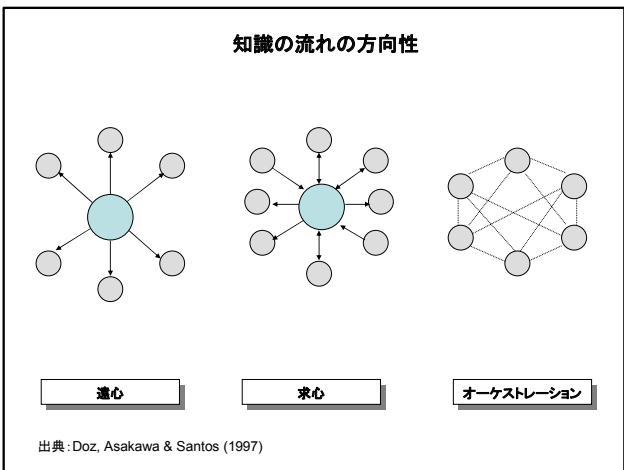 知識の流れの方向性
遠心
求心
オーケストレーション
出典:Doz, Asakawa & Santos (1997)